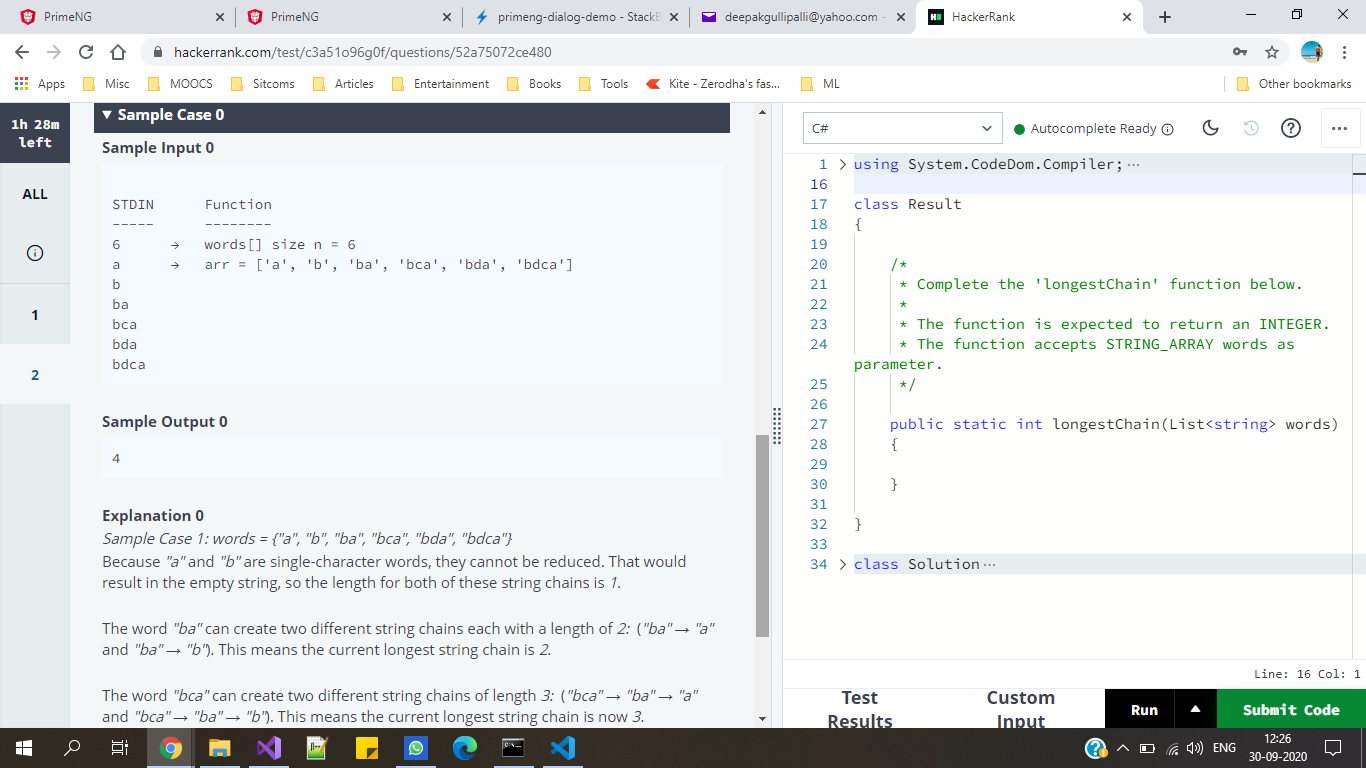 PrimeNG
PrimeNG
primeng-dialog-demo - StackB
deepakgullipalli@yahoo.com -
HackerRank
hackerrank.com/test/c3a51o96g0f/questions/52a75072ce480
Apps Misc MOOCS Sitcoms Articles Entertainment Books Tools Kite - Zerodha's fas... ML Other bookmarks
1h 28m
left
ALL
1
2
▼ Sample Case 0
Sample Input 0
STDIN Function
----- --------
6 → words[] size n = 6
a → arr = ['a', 'b', 'ba', 'bca', 'bda', 'bdca']
b
ba
bca
bda
bdca
Sample Output 0
4
Explanation 0
Sample Case 1: words = {"a", "b", "ba", "bca", "bda", "bdca"}
Because "a" and "b" are single-character words, they cannot be reduced. That would
result in the empty string, so the length for both of these string chains is 1.
The word "ba" can create two different string chains each with a length of 2: ("ba" → "a"
and "ba" → "b"). This means the current longest string chain is 2.
The word "bca" can create two different string chains of length 3: ("bca" → "ba" → "a"
and "bca" → "ba" → "b"). This means the current longest string chain is now 3.
C#
Autocomplete Ready
1 using System.CodeDom.Compiler;···
16
17 class Result
18 {
19
20 /*
21 * Complete the 'longestChain' function below.
22 *
23 * The function is expected to return an INTEGER.
24 * The function accepts STRING_ARRAY words as
parameter.
25 */
26
27 public static int longestChain(List<string> words)
28 {
29
30 }
31
32 }
33
34 class Solution···
Line: 16 Col: 1
Test
Results
Custom
Input
Run
Submit Code
ENG
12:26
30-09-2020